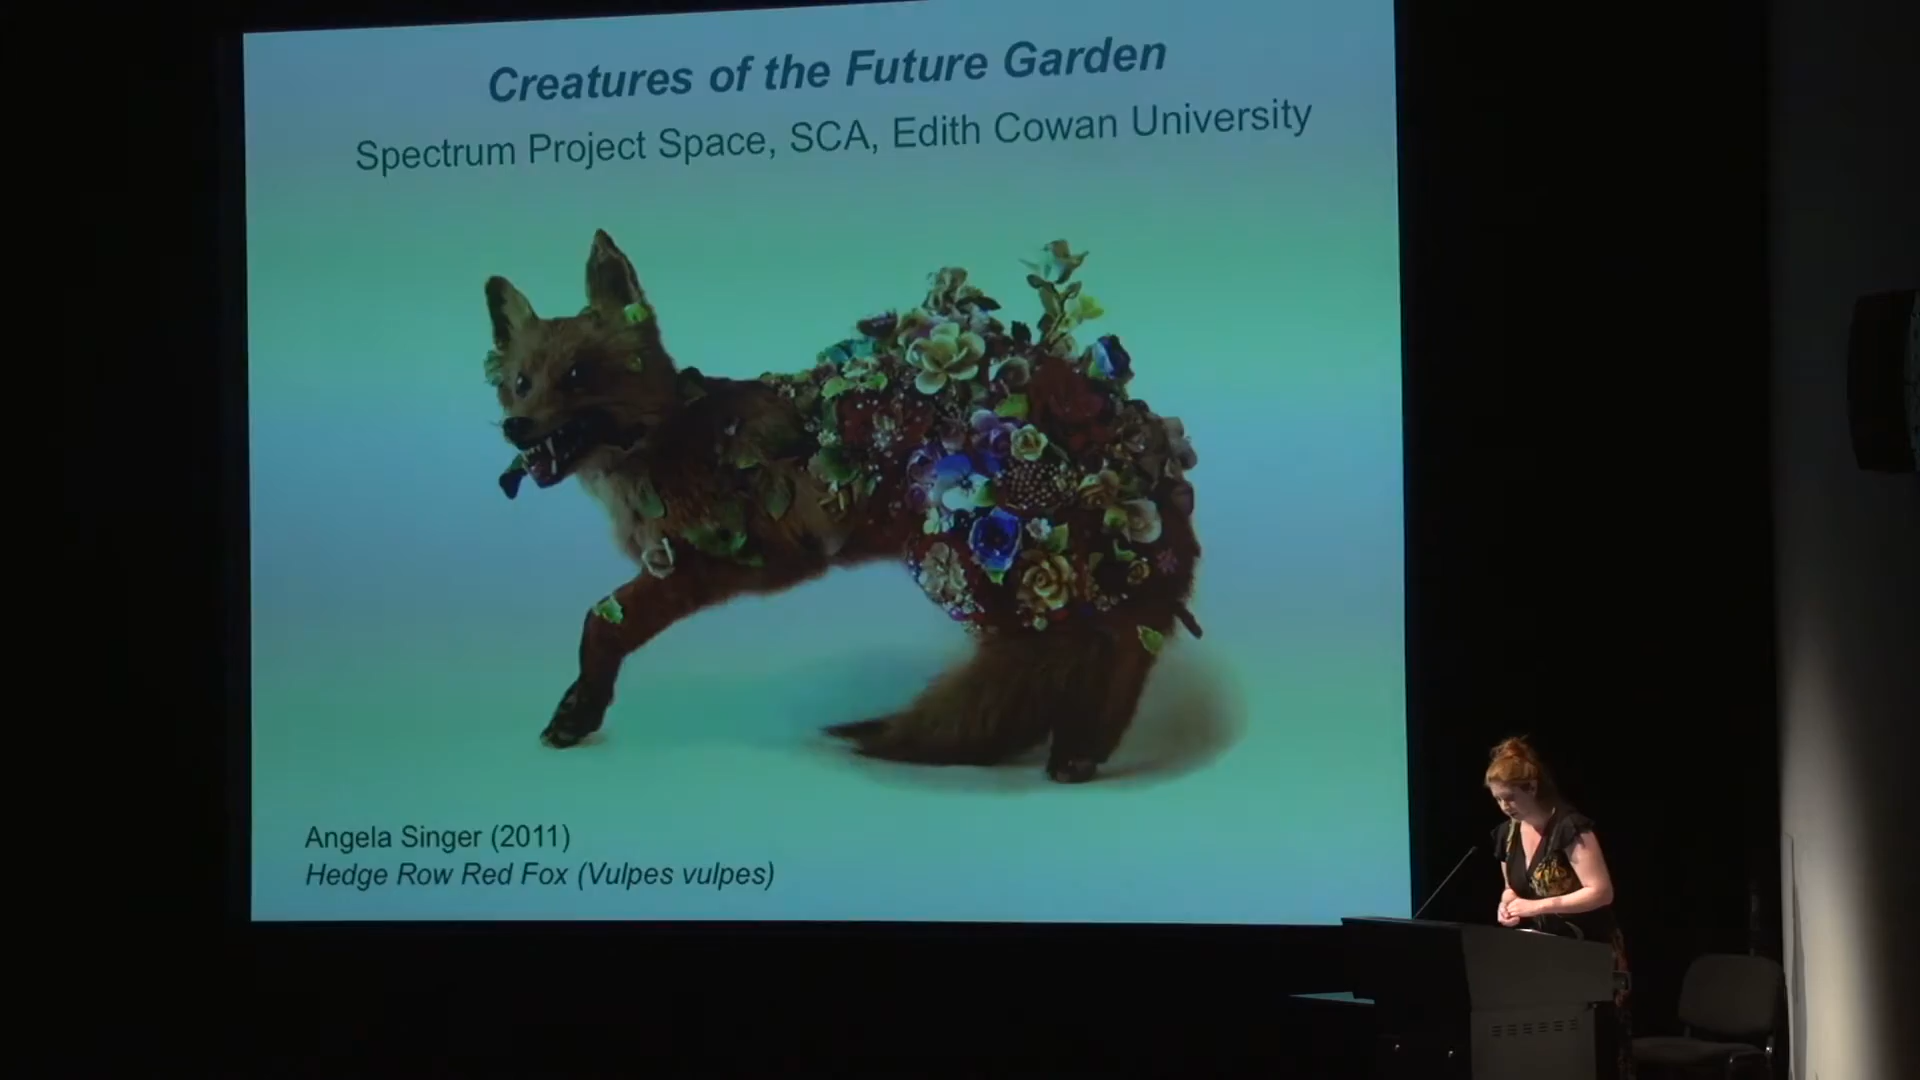 Creatures of the Future Garden
Spectrum Project Space, SCA, Edith Cowan University
Angela Singer (2011)
Hedge Row Red Fox (Vulpes vulpes)